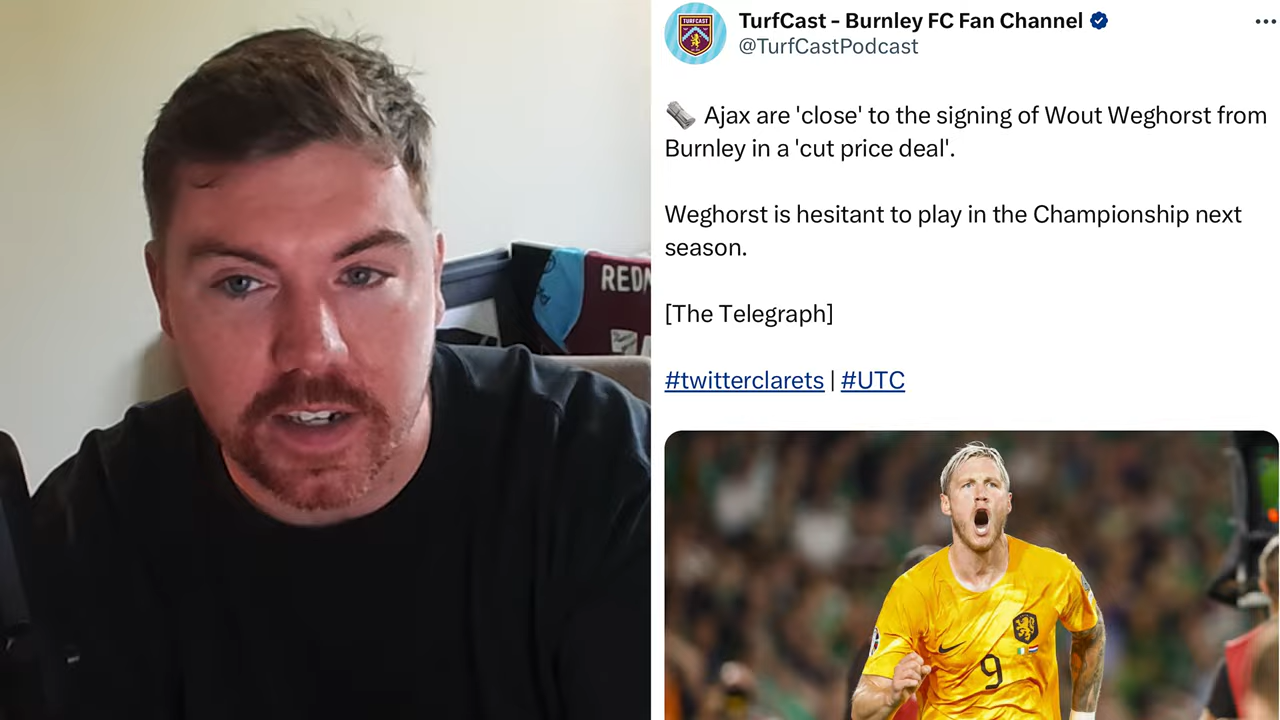 TURFCAST
TurfCast - Burnley FC Fan Channel
@TurfCastPodcast
🗞️ Ajax are 'close' to the signing of Wout Weghorst from
Burnley in a 'cut price deal'.
Weghorst is hesitant to play in the Championship next
season.
[The Telegraph]
#twitterclarets | #UTC
9